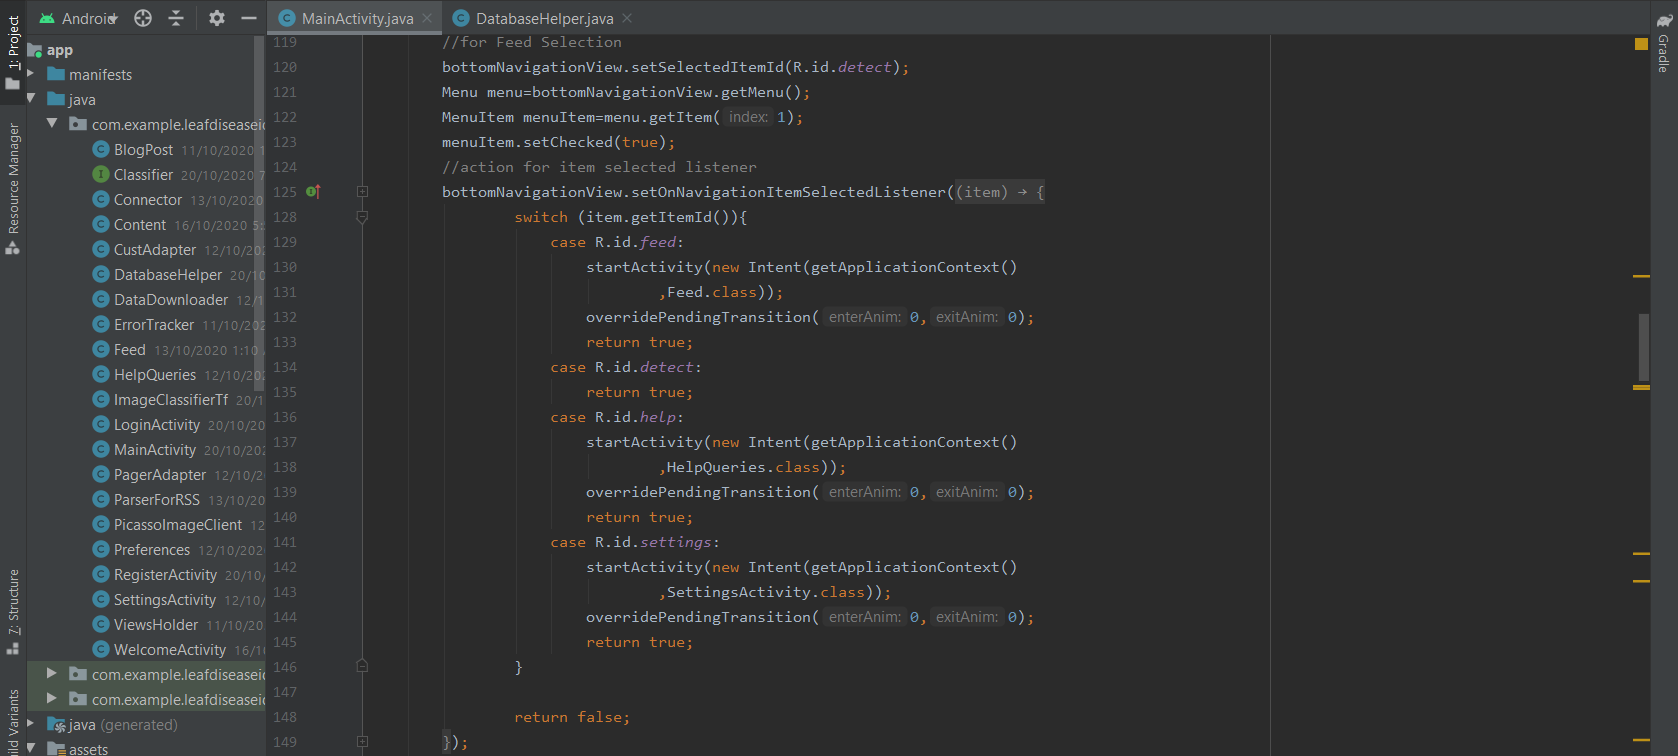 Android
MainActivity.java
DatabaseHelper.java
1: Project
Resource Manager
7: Structure
Gradle
app
manifests
java
com.example.leafdiseaseid
BlogPost 11/10/2020 1
Classifier 20/10/2020 7
Connector 13/10/2020
Content 16/10/2020 5:
CustAdapter 12/10/202
DatabaseHelper 20/10
DataDownloader 12/1
ErrorTracker 11/10/202
Feed 13/10/2020 1:10
HelpQueries 12/10/202
ImageClassifierTf 20/1
LoginActivity 20/10/20
MainActivity 20/10/202
PagerAdapter 12/10/2
ParserForRSS 13/10/20
PicassoImageClient 12
Preferences 12/10/202
RegisterActivity 20/10/
SettingsActivity 12/10/
ViewsHolder 11/10/20
WelcomeActivity 16/1
com.example.leafdiseaseid
com.example.leafdiseaseid
java (generated)
assets
119 //for Feed Selection
120 bottomNavigationView.setSelectedItemId(R.id.detect);
121 Menu menu=bottomNavigationView.getMenu();
122 MenuItem menuItem=menu.getItem( index: 1);
123 menuItem.setChecked(true);
124 //action for item selected listener
125 bottomNavigationView.setOnNavigationItemSelectedListener((item) → {
128 switch (item.getItemId()){
129 case R.id.feed:
130 startActivity(new Intent(getApplicationContext()
131 ,Feed.class));
132 overridePendingTransition( enterAnim: 0, exitAnim: 0);
133 return true;
134 case R.id.detect:
135 return true;
136 case R.id.help:
137 startActivity(new Intent(getApplicationContext()
138 ,HelpQueries.class));
139 overridePendingTransition( enterAnim: 0, exitAnim: 0);
140 return true;
141 case R.id.settings:
142 startActivity(new Intent(getApplicationContext()
143 ,SettingsActivity.class));
144 overridePendingTransition( enterAnim: 0, exitAnim: 0);
145 return true;
146 }
147
148 return false;
149 });